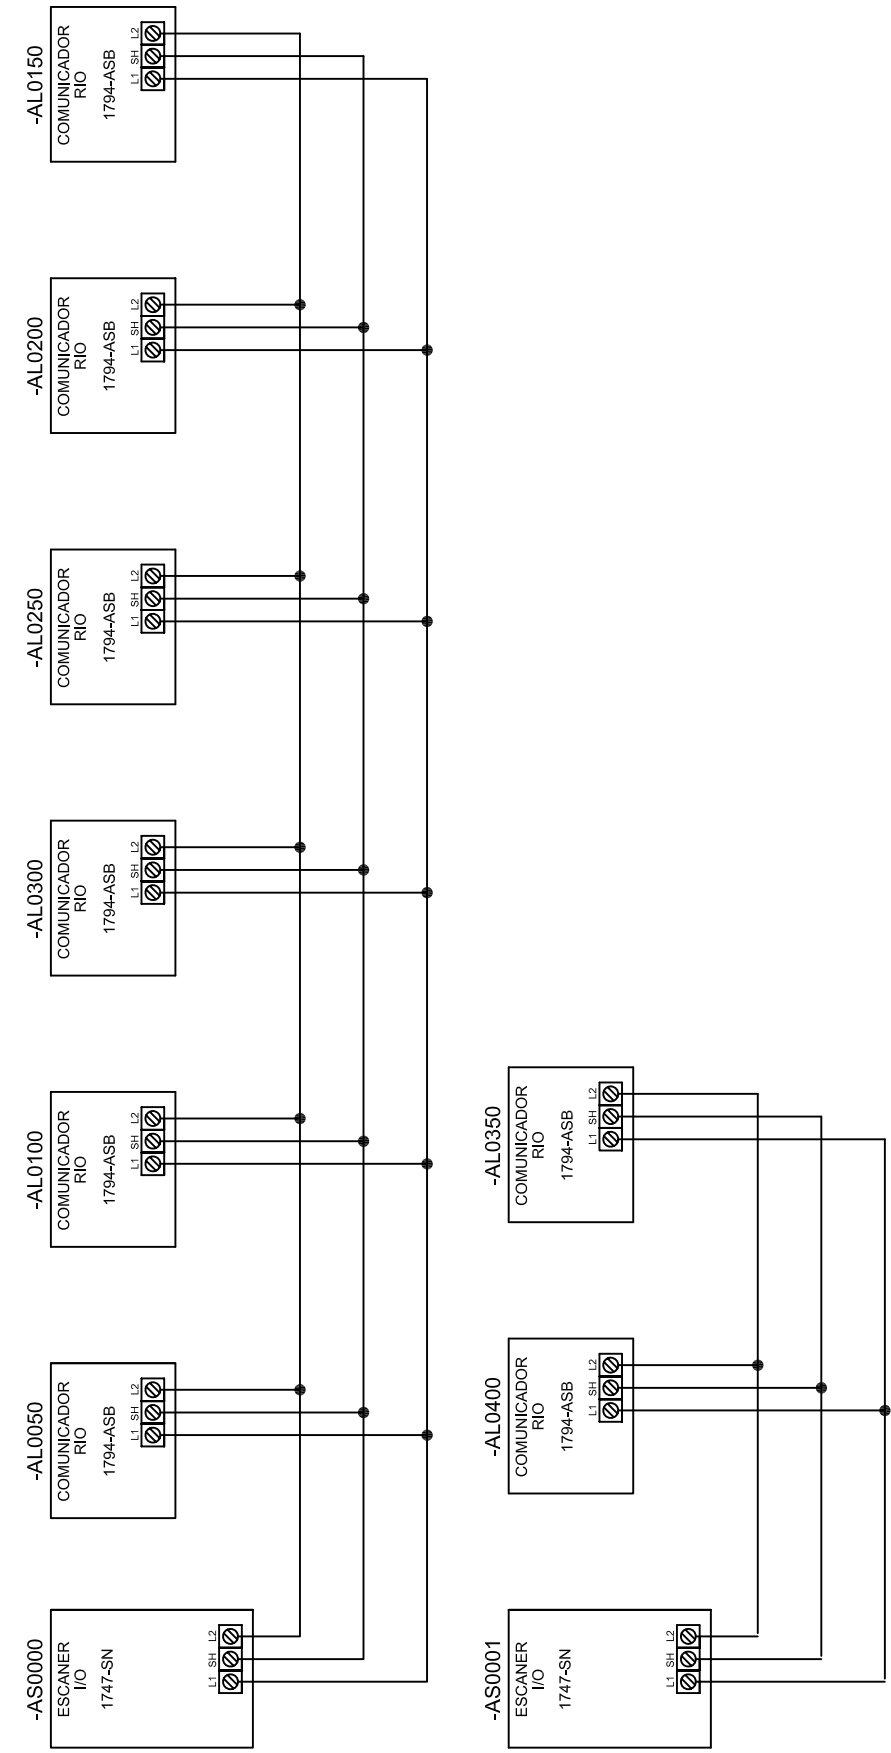 -AS0000
ESCANER
I/O
1747-SN
L1 SH L2
-AL0050
COMUNICADOR
RIO
1794-ASB
L1 SH L2
-AL0100
COMUNICADOR
RIO
1794-ASB
L1 SH L2
-AL0300
COMUNICADOR
RIO
1794-ASB
L1 SH L2
-AL0250
COMUNICADOR
RIO
1794-ASB
L1 SH L2
-AL0200
COMUNICADOR
RIO
1794-ASB
L1 SH L2
-AL0150
COMUNICADOR
RIO
1794-ASB
L1 SH L2
-AS0001
ESCANER
I/O
1747-SN
L1 SH L2
-AL0400
COMUNICADOR
RIO
1794-ASB
L1 SH L2
-AL0350
COMUNICADOR
RIO
1794-ASB
L1 SH L2